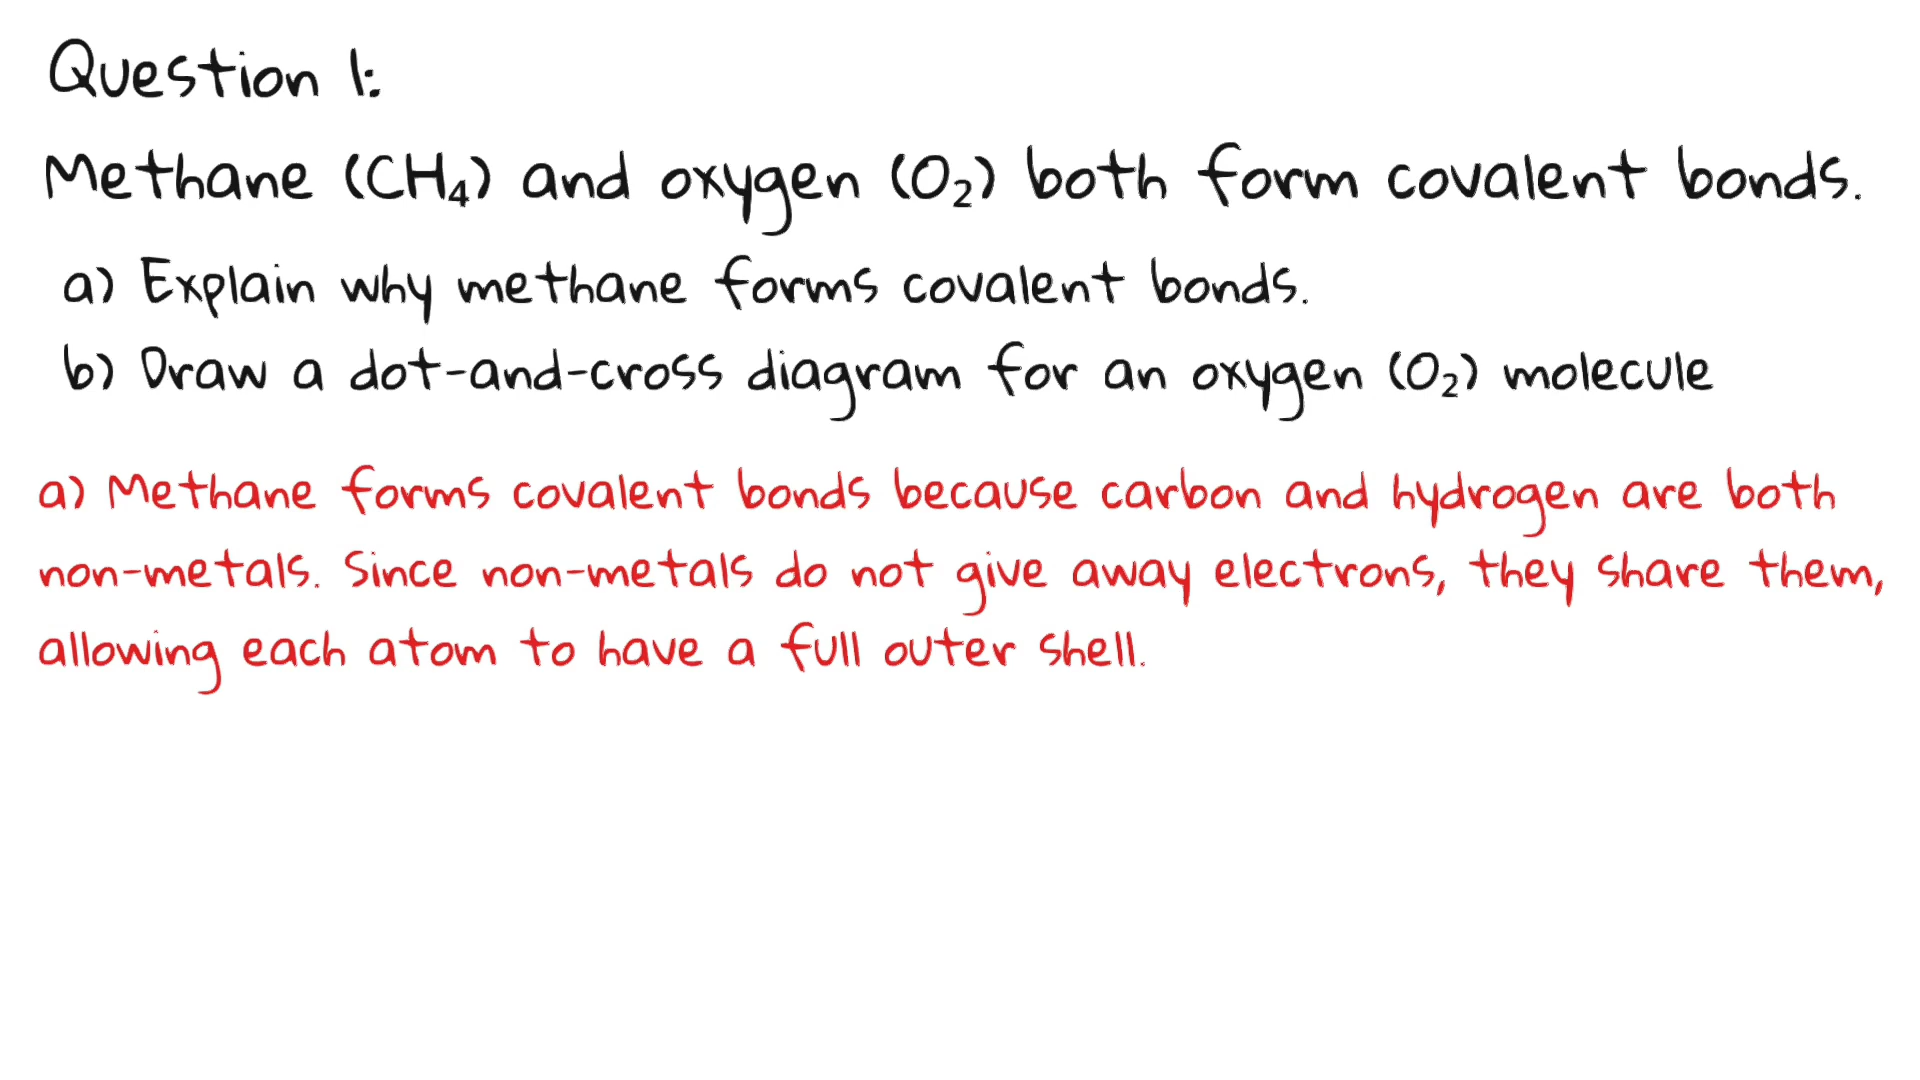 Question 1:
Methane (CH₄) and oxygen (O₂) both form covalent bonds.
a) Explain why methane forms covalent bonds.
b) Draw a dot-and-cross diagram for an oxygen (O₂) molecule
a) Methane forms covalent bonds because carbon and hydrogen are both
non-metals. Since non-metals do not give away electrons, they share them,
allowing each atom to have a full outer shell.